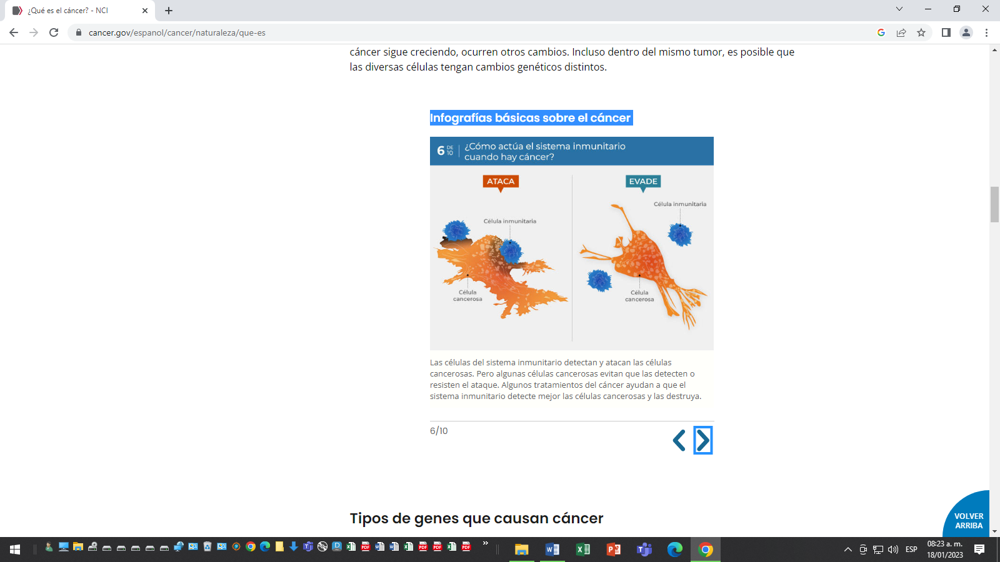 ¿Qué es el cáncer? - NCI
cancer.gov/espanol/cancer/naturaleza/que-es
cáncer sigue creciendo, ocurren otros cambios. Incluso dentro del mismo tumor, es posible que
las diversas células tengan cambios genéticos distintos.
Infografías básicas sobre el cáncer
6 DE 10
¿Cómo actúa el sistema inmunitario
cuando hay cáncer?
ATACA
Célula inmunitaria
Célula
cancerosa
EVADE
Célula inmunitaria
Célula
cancerosa
Las células del sistema inmunitario detectan y atacan las células
cancerosas. Pero algunas células cancerosas evitan que las detecten o
resisten el ataque. Algunos tratamientos del cáncer ayudan a que el
sistema inmunitario detecte mejor las células cancerosas y las destruya.
6/10
Tipos de genes que causan cáncer
VOLVER
ARRIBA
ESP
08:23 a. m.
18/01/2023